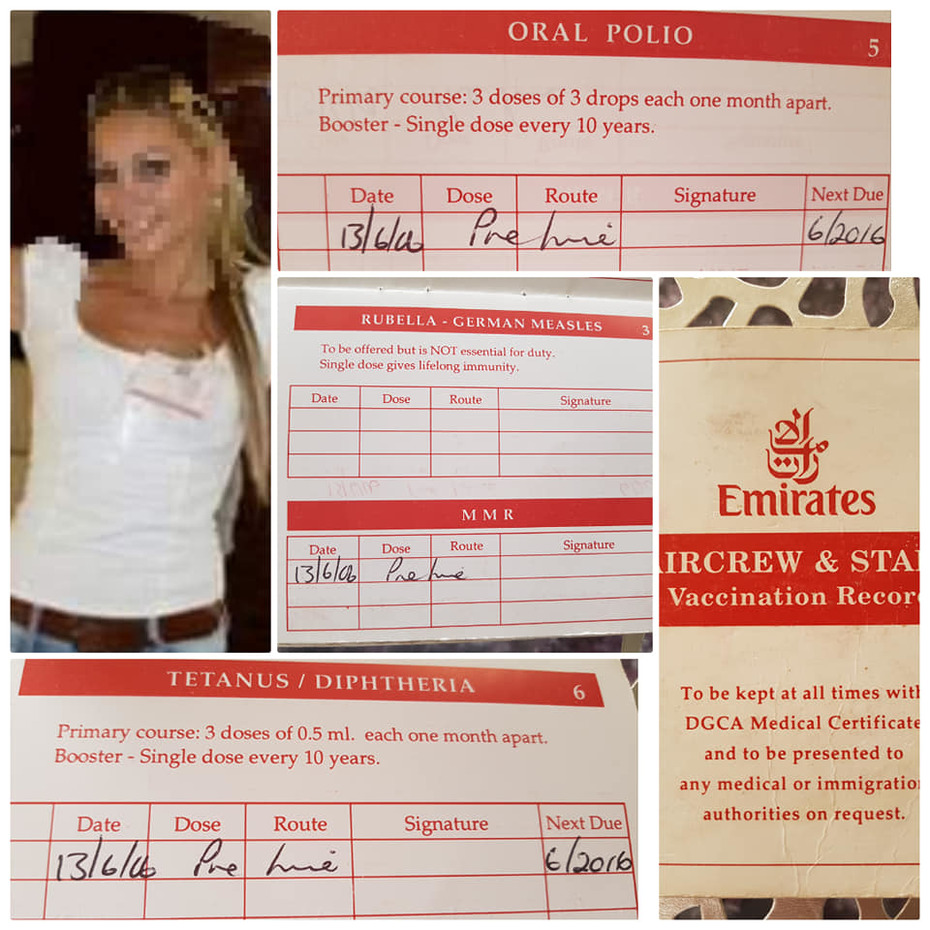 ORAL POLIO 5
Primary course: 3 doses of 3 drops each one month apart.
Booster - Single dose every 10 years.
Date Dose Route Signature Next Due
13/6/06 Pre hire 6/2016
RUBELLA - GERMAN MEASLES 3
To be offered but is NOT essential for duty.
Single dose gives lifelong immunity.
Date Dose Route Signature
M M R
Date Dose Route Signature
13/6/06 Pre hire
الإمارات
Emirates
IRCREW & STA
Vaccination Recor
To be kept at all times with
DGCA Medical Certificate
and to be presented to
any medical or immigratio
authorities on request.
TETANUS / DIPHTHERIA 6
Primary course: 3 doses of 0.5 ml. each one month apart.
Booster - Single dose every 10 years.
Date Dose Route Signature Next Due
13/6/06 Pre hire 6/2016